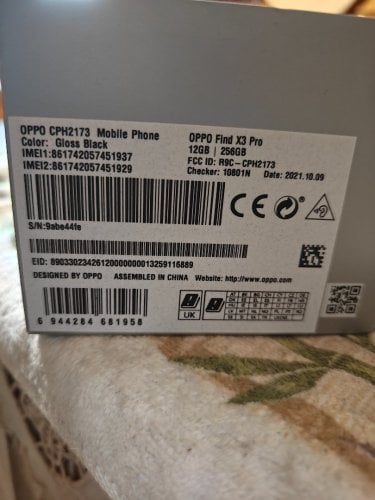 OPPO CPH2173 Mobile Phone
Color: Gloss Black
IMEI1:861742057451937
IMEI2:861742057451929
OPPO Find X3 Pro
12GB | 256GB
FCC ID: R9C-CPH2173
Checker: 10801N Date: 2021.10.09
S/N:9abe44fe
EID: 89033023426120000000013259116889
DESIGNED BY OPPO ASSEMBLED IN CHINA Website: http://www.oppo.com
6 944284 681958
UK